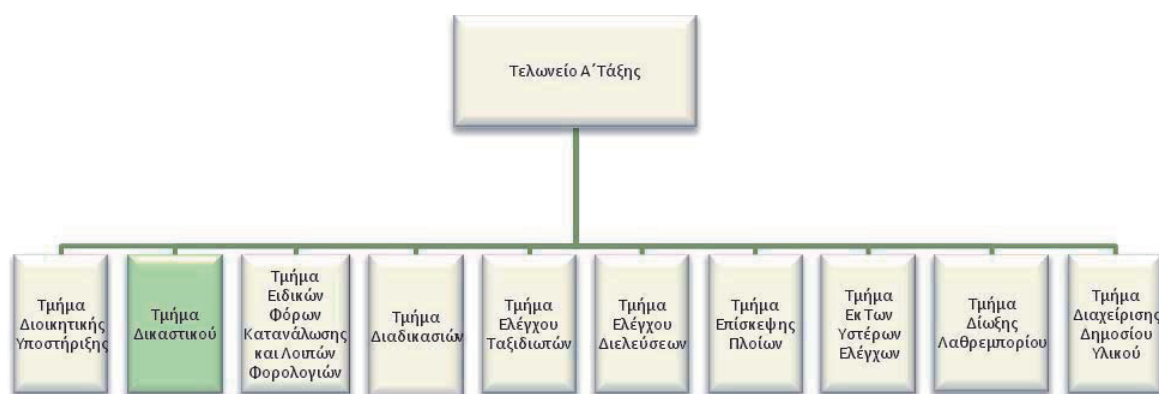 Τελωνείο Α΄Τάξης
Τμήμα
Διοικητικής
Υποστήριξης
Τμήμα
Δικαστικού
Τμήμα
Ειδικών
Φόρων
Κατανάλωσης
και Λοιπών
Φορολογιών
Τμήμα
Διαδικασιών
Τμήμα
Ελέγχου
Ταξιδιωτών
Τμήμα
Ελέγχου
Διελεύσεων
Τμήμα
Επίσκεψης
Πλοίων
Τμήμα
Εκ Των
Υστέρων
Ελέγχων
Τμήμα
Δίωξης
Λαθρεμπορίου
Τμήμα
Διαχείρισης
Δημοσίου
Υλικού